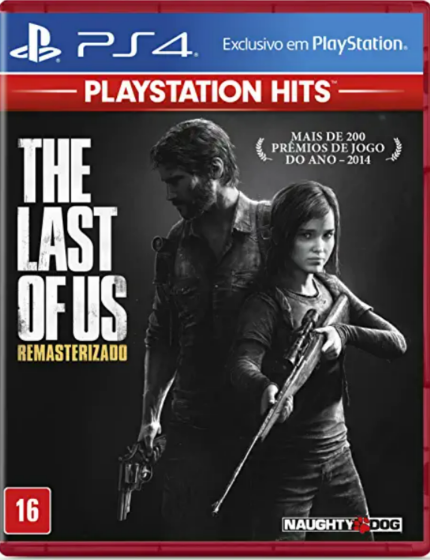 PS4
Exclusivo em PlayStation®
PLAYSTATION HITS™
MAIS DE 200
PRÊMIOS DE JOGO
DO ANO – 2014
THE
LAST
OF US
REMASTERIZADO
16
NAUGHTY DOG